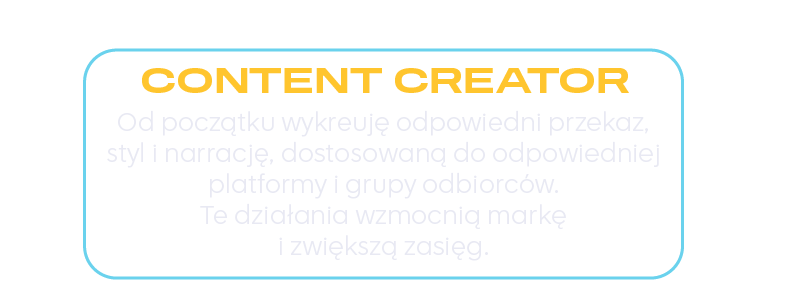 CONTENT CREATOR
Od początku wykreuję odpowiedni przekaz,
styl i narrację, dostosowaną do odpowiedniej
platformy i grupy odbiorców.
Te działania wzmocnią markę
i zwiększą zasięg.